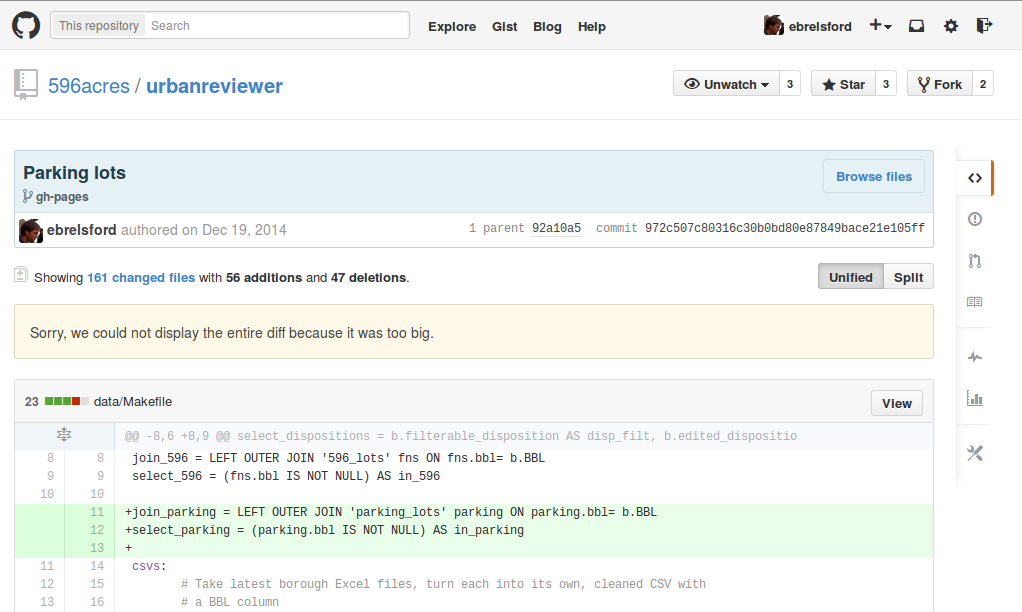 This repository Search Explore Gist Blog Help ebrelsford
596acres / urbanreviewer Unwatch 3 Star 3 Fork 2
Parking lots Browse files
gh-pages
ebrelsford authored on Dec 19, 2014 1 parent 92a10a5 commit 972c507c80316c30b0bd80e87849bace21e105ff
Showing 161 changed files with 56 additions and 47 deletions. Unified Split
Sorry, we could not display the entire diff because it was too big.
23 data/Makefile View
@@ -8,6 +8,9 @@ select_dispositions = b.filterable_disposition AS disp_filt, b.edited_dispositio
8 8 join_596 = LEFT OUTER JOIN '596_lots' fns ON fns.bbl= b.BBL
9 9 select_596 = (fns.bbl IS NOT NULL) AS in_596
10 10
11 +join_parking = LEFT OUTER JOIN 'parking_lots' parking ON parking.bbl= b.BBL
12 +select_parking = (parking.bbl IS NOT NULL) AS in_parking
13 +
11 14 csvs:
12 15 # Take latest borough Excel files, turn each into its own, cleaned CSV with
13 16 # a BBL column